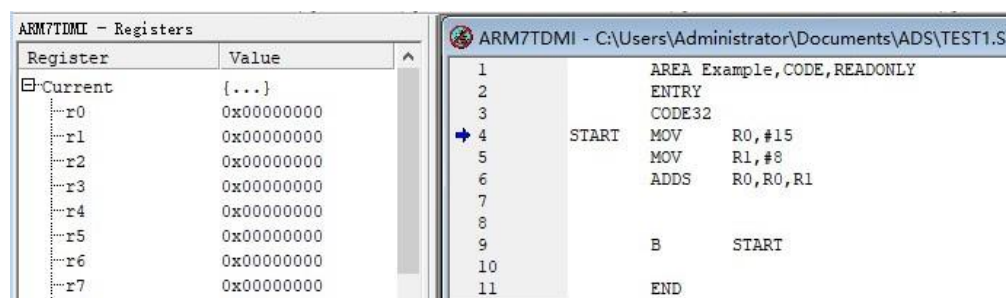 ARM7TDMI - Registers
Register Value
Current {...}
r0 0x00000000
r1 0x00000000
r2 0x00000000
r3 0x00000000
r4 0x00000000
r5 0x00000000
r6 0x00000000
r7 0x00000000
ARM7TDMI - C:\Users\Administrator\Documents\ADS\TEST1.S
1 AREA Example,CODE,READONLY
2 ENTRY
3 CODE32
4 START MOV R0,#15
5 MOV R1,#8
6 ADDS R0,R0,R1
7
8
9 B START
10
11 END